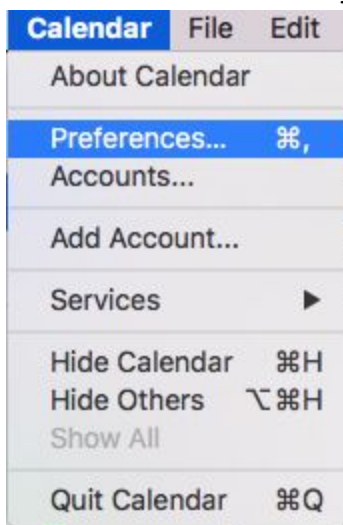 Calendar File Edit
About Calendar
Preferences... ⌘,
Accounts...
Add Account...
Services ▶
Hide Calendar ⌘H
Hide Others ⌥⌘H
Show All
Quit Calendar ⌘Q